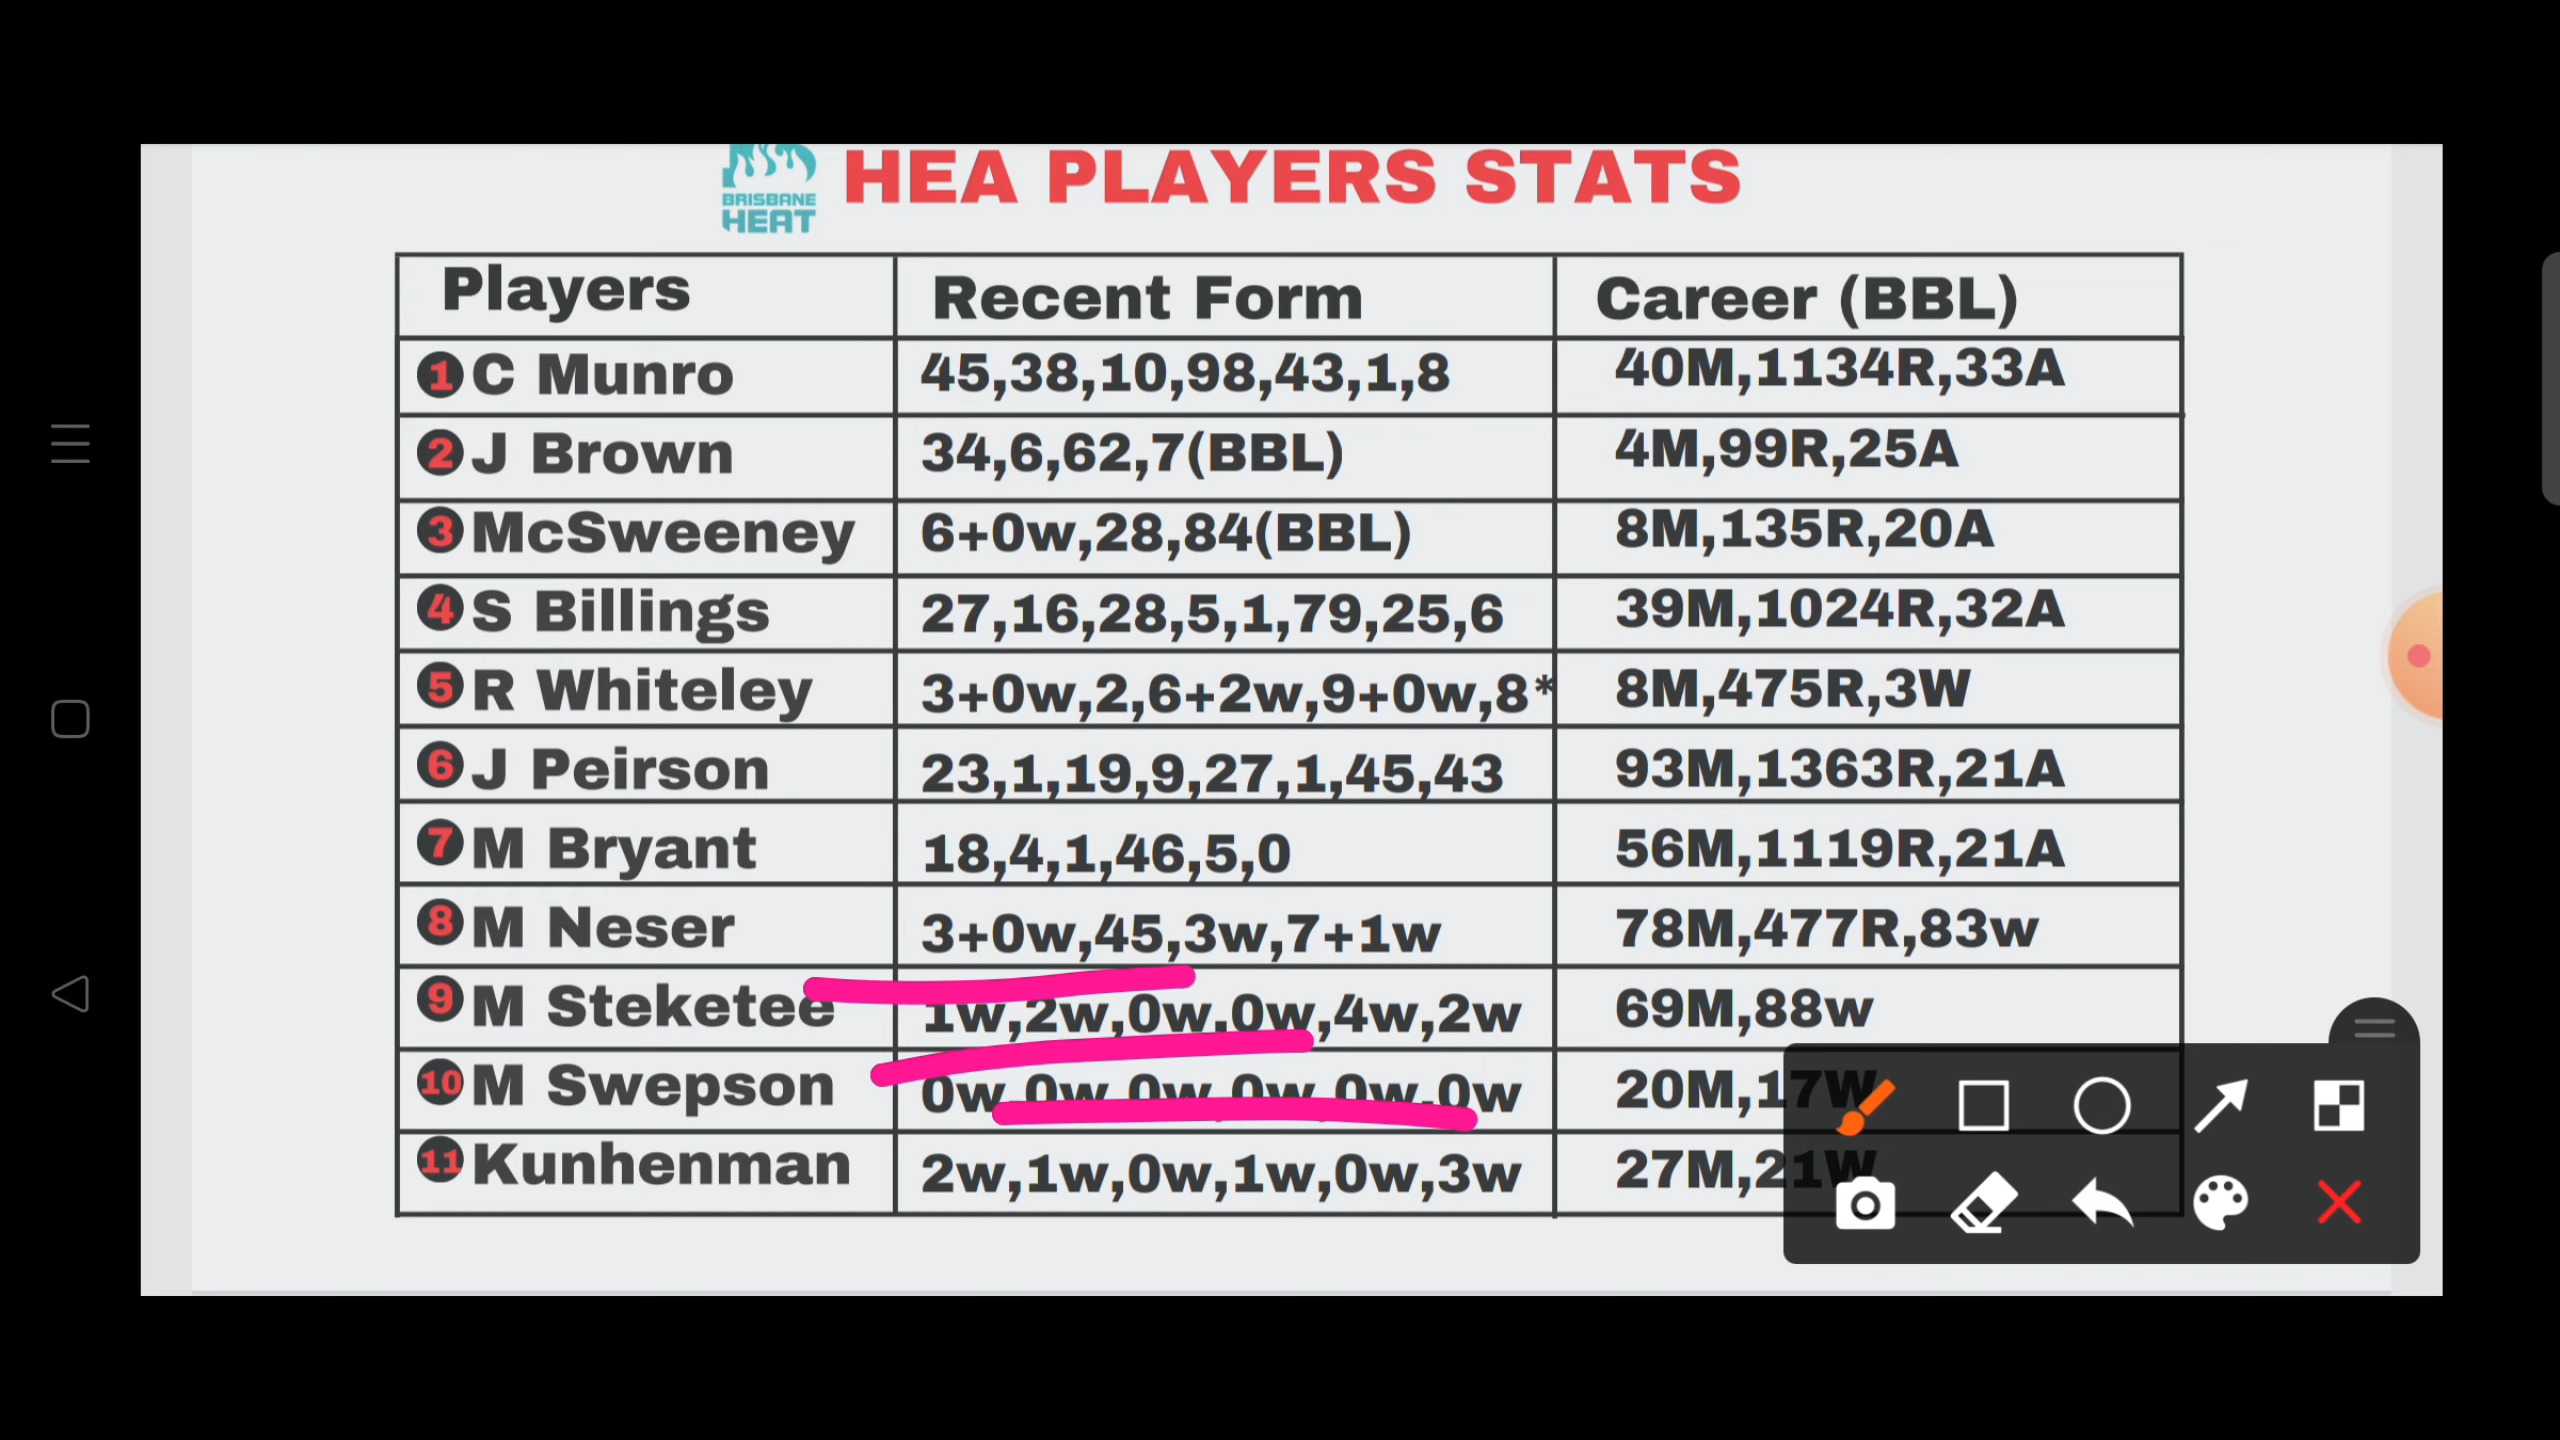 BRISBANE
HEAT
HEA PLAYERS STATS
Players Recent Form Career (BBL)
1 C Munro 45,38,10,98,43,1,8 40M,1134R,33A
2 J Brown 34,6,62,7(BBL) 4M,99R,25A
3 McSweeney 6+0w,28,84(BBL) 8M,135R,20A
4 S Billings 27,16,28,5,1,79,25,6 39M,1024R,32A
5 R Whiteley 3+0w,2,6+2w,9+0w,8* 8M,475R,3W
6 J Peirson 23,1,19,9,27,1,45,43 93M,1363R,21A
7 M Bryant 18,4,1,46,5,0 56M,1119R,21A
8 M Neser 3+0w,45,3w,7+1w 78M,477R,83w
9 M Steketee 1w,2w,0w,0w,4w,2w 69M,88w
10 M Swepson 0w,0w,0w,0w,0w,0w 20M,17W
11 Kunhenman 2w,1w,0w,1w,0w,3w 27M,21W